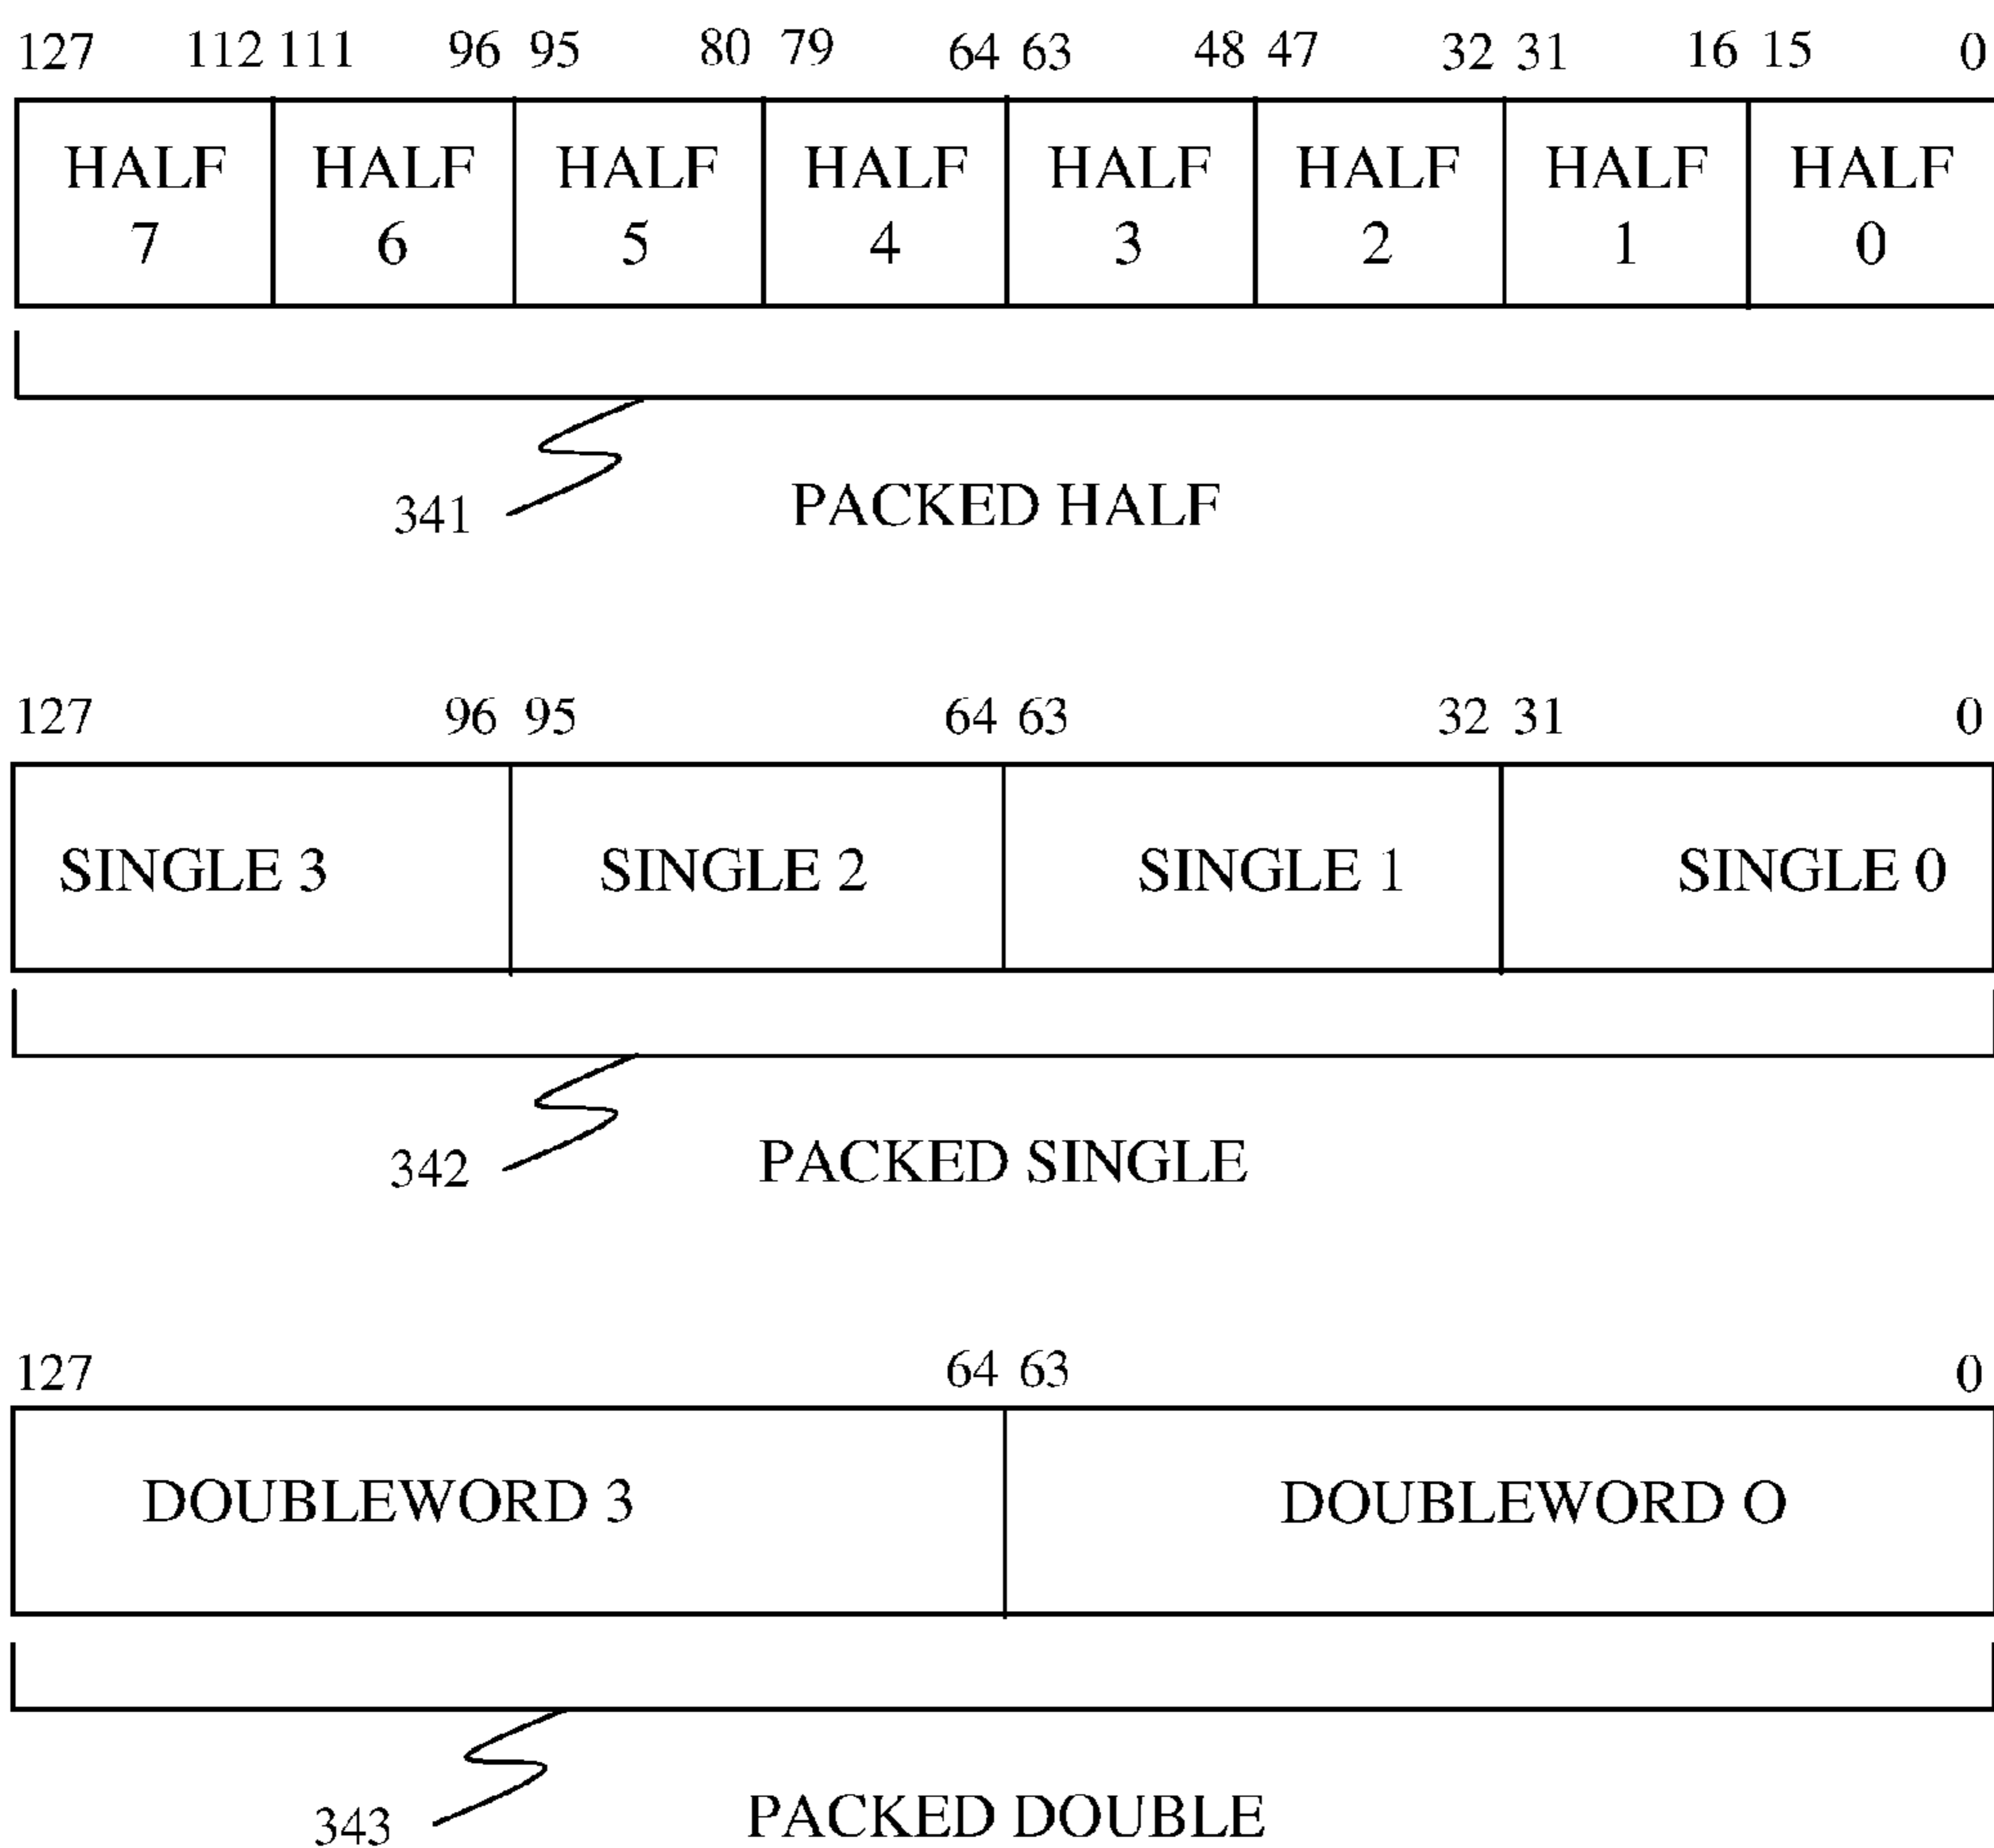 127 112 111 96 95 80 79 64 63 48 47 32 31 16 15 0
HALF HALF HALF HALF HALF HALF HALF HALF
7 6 5 4 3 2 1 0
341 PACKED HALF
127 96 95 64 63 32 31 0
SINGLE 3 SINGLE 2 SINGLE 1 SINGLE 0
342 PACKED SINGLE
127 64 63 0
DOUBLEWORD 3 DOUBLEWORD O
343 PACKED DOUBLE